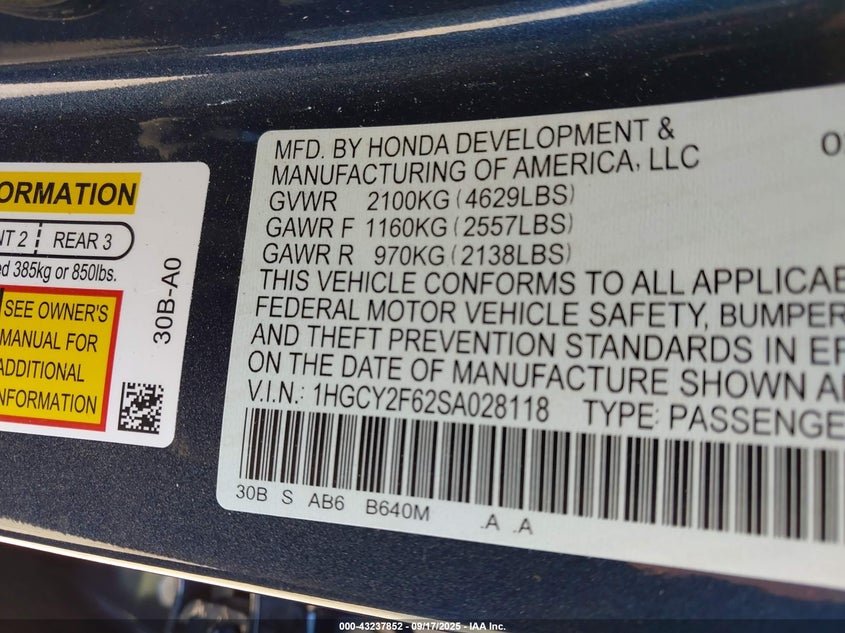 ORMATION
NT 2 | REAR 3
ed 385kg or 850lbs.
SEE OWNER'S
MANUAL FOR
ADDITIONAL
INFORMATION
30B-A0
MFD. BY HONDA DEVELOPMENT &
MANUFACTURING OF AMERICA, LLC
GVWR 2100KG (4629LBS)
GAWR F 1160KG (2557LBS)
GAWR R 970KG (2138LBS)
THIS VEHICLE CONFORMS TO ALL APPLICAB
FEDERAL MOTOR VEHICLE SAFETY, BUMPER
AND THEFT PREVENTION STANDARDS IN EF
ON THE DATE OF MANUFACTURE SHOWN A
V.I.N.: 1HGCY2F62SA028118 TYPE: PASSENGE
30B S AB6 B640M .A .A
000-43237852 - 09/17/2025 - IAA Inc.